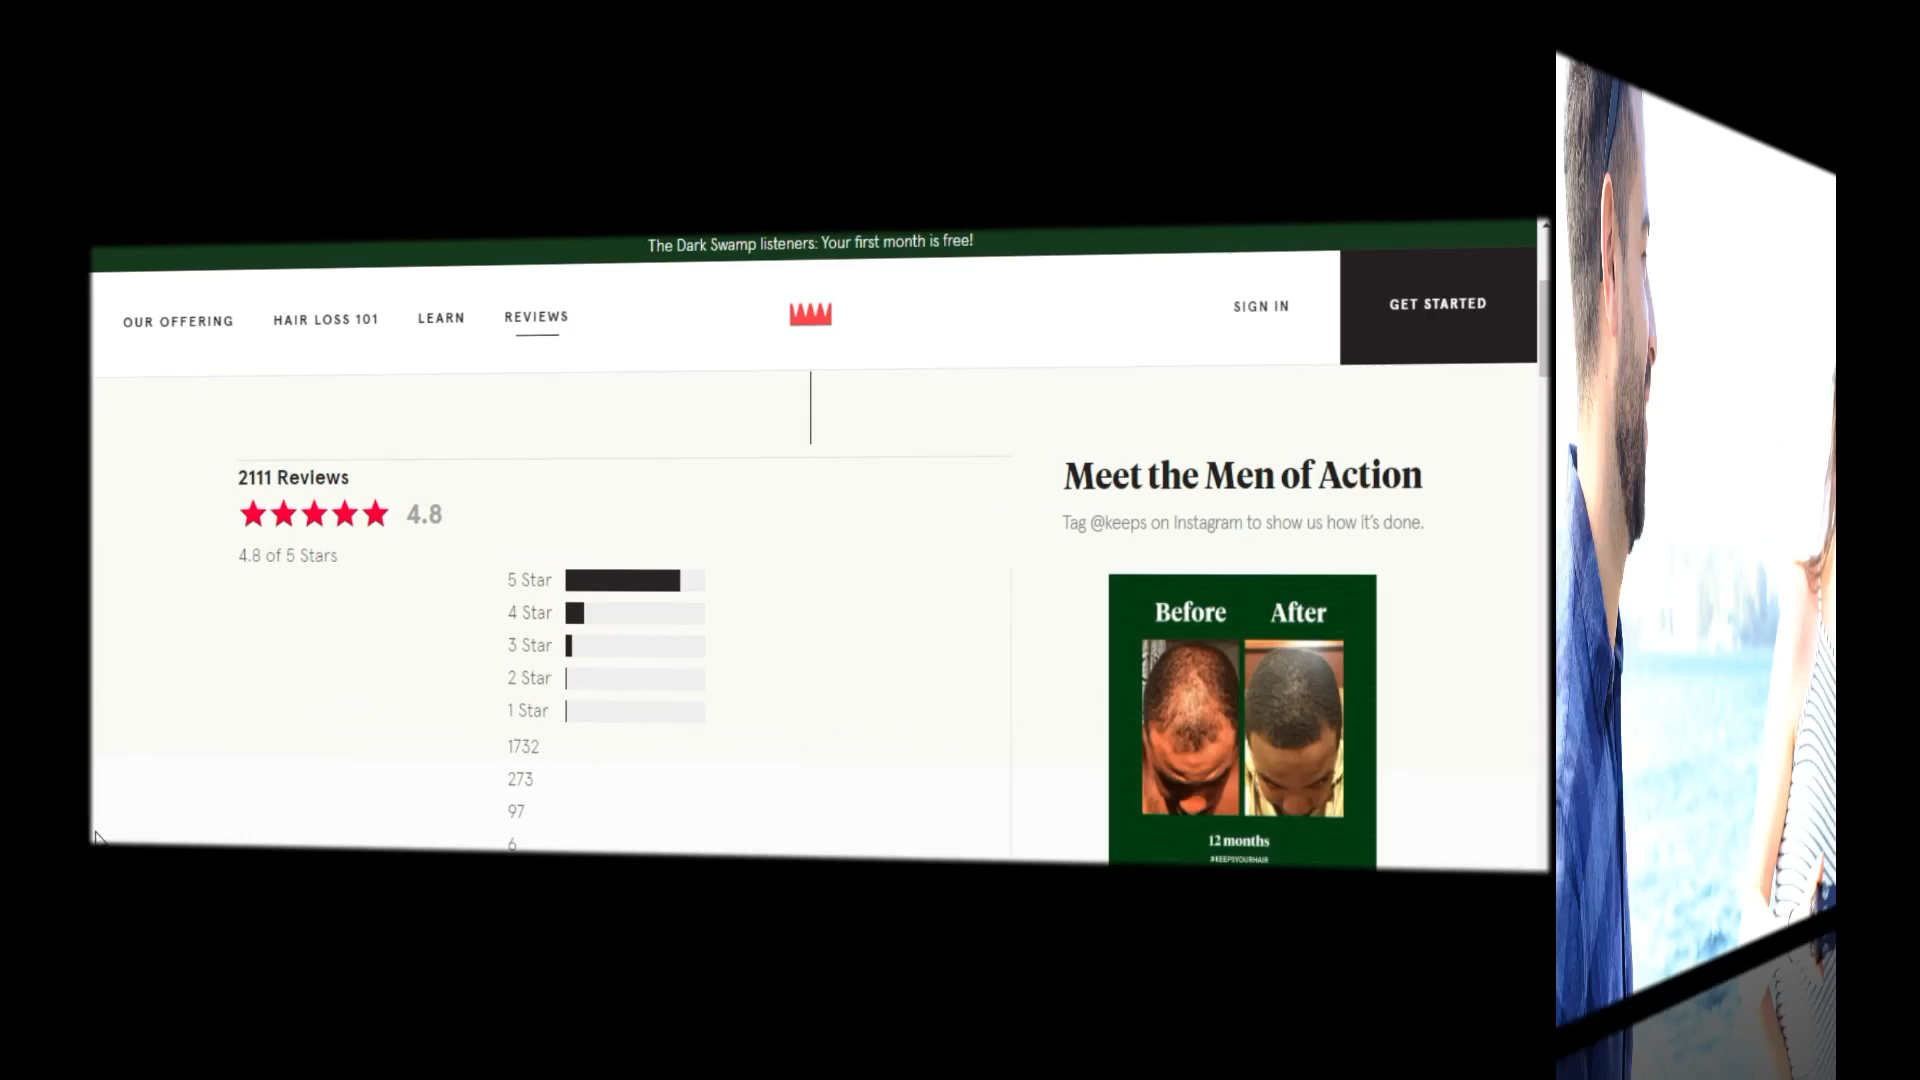 The Dark Swamp listeners: Your first month is free!
OUR OFFERING
HAIR LOSS 101
LEARN
REVIEWS
SIGN IN
GET STARTED
2111 Reviews
4.8
4.8 of 5 Stars
5 Star
4 Star
3 Star
2 Star
1 Star
1732
273
97
6
Meet the Men of Action
Tag @keeps on Instagram to show us how it's done.
Before After
12 months
#KEEPSYOURHAIR